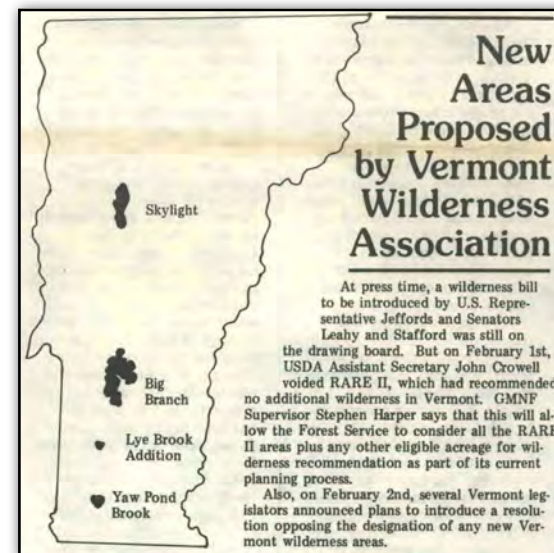 New
Areas
Proposed
by Vermont
Wilderness
Association
Skylight
Big
Branch
Lye Brook
Addition
Yaw Pond
Brook
At press time, a wilderness bill
to be introduced by U.S. Repre-
sentative Jeffords and Senators
Leahy and Stafford was still on
the drawing board. But on February 1st,
USDA Assistant Secretary John Crowell
voided RARE II, which had recommended
no additional wilderness in Vermont. GMNF
Supervisor Stephen Harper says that this will al-
low the Forest Service to consider all the RARE
II areas plus any other eligible acreage for wil-
derness recommendation as part of its current
planning process.
Also, on February 2nd, several Vermont leg-
islators announced plans to introduce a resolu-
tion opposing the designation of any new Ver-
mont wilderness areas.